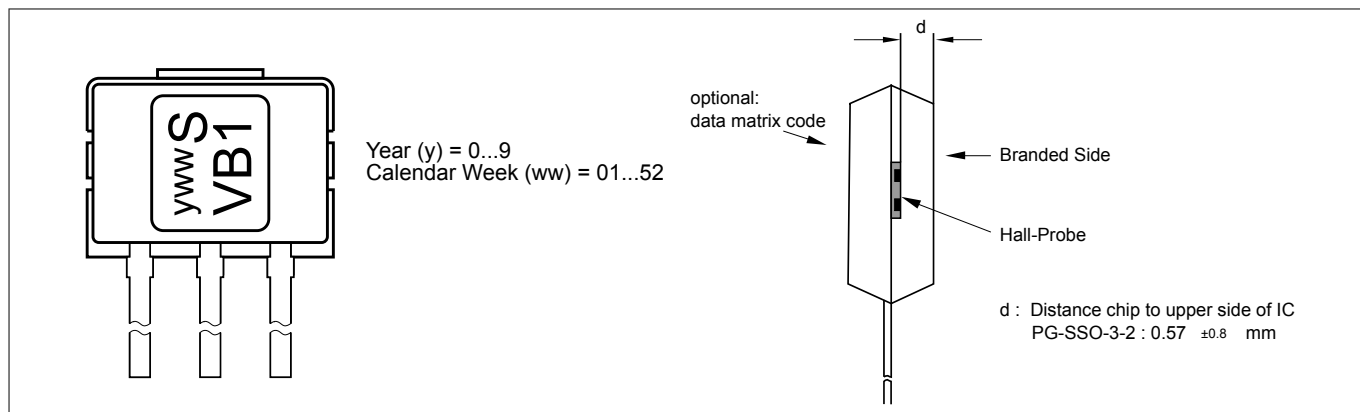 ywwS
VB1
Year (y) = 0...9
Calendar Week (ww) = 01...52
d
optional:
data matrix code
Branded Side
Hall-Probe
d : Distance chip to upper side of IC
PG-SSO-3-2 : 0.57 ±0.8 mm